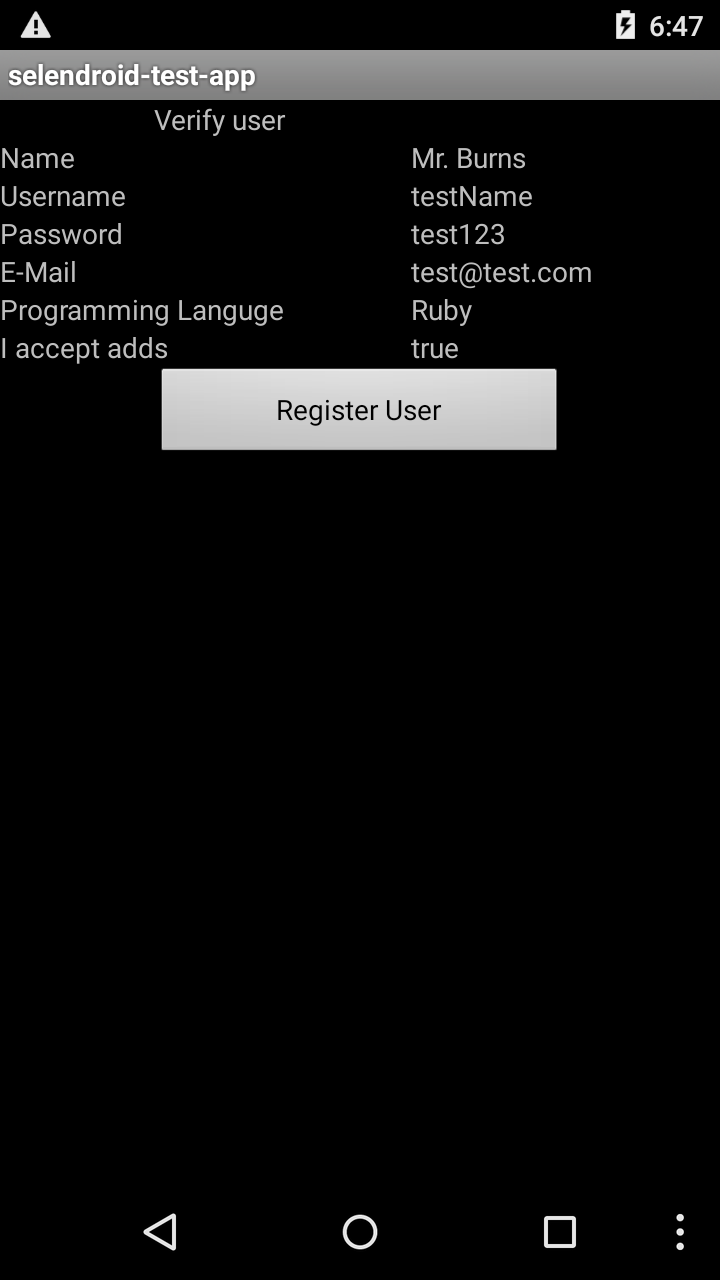 6:47
selendroid-test-app
Verify user
Name Mr. Burns
Username testName
Password test123
E-Mail test@test.com
Programming Languge Ruby
I accept adds true
Register User